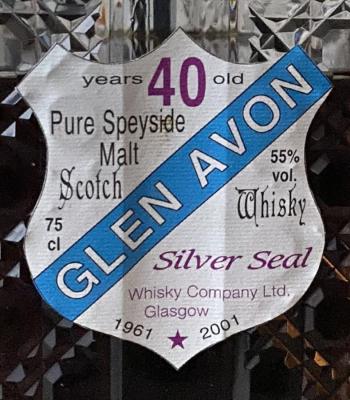 years 40 old
Pure Speyside
Malt
Scotch
GLEN AVON
55%
vol.
Whisky
75
cl
Silver Seal
Whisky Company Ltd.
Glasgow
1961 ★ 2001